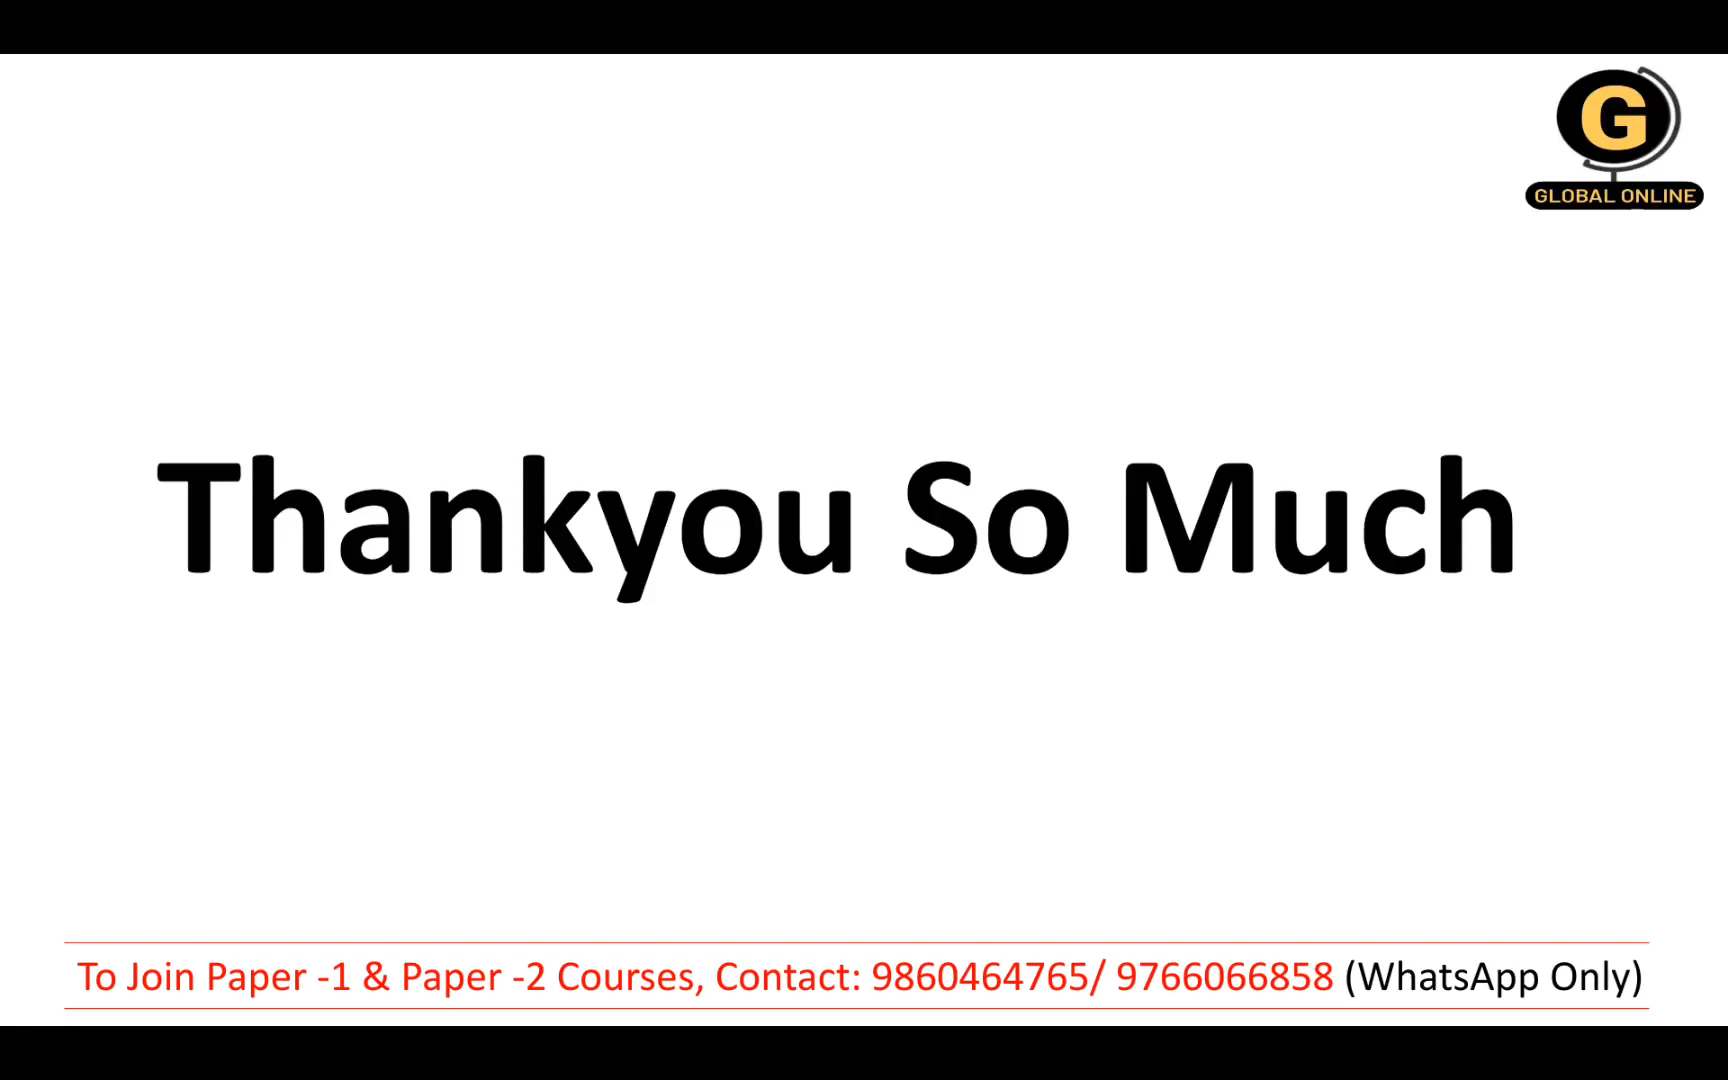 G
GLOBAL ONLINE
Thankyou So Much
To Join Paper -1 & Paper -2 Courses, Contact: 9860464765/ 9766066858 (WhatsApp Only)